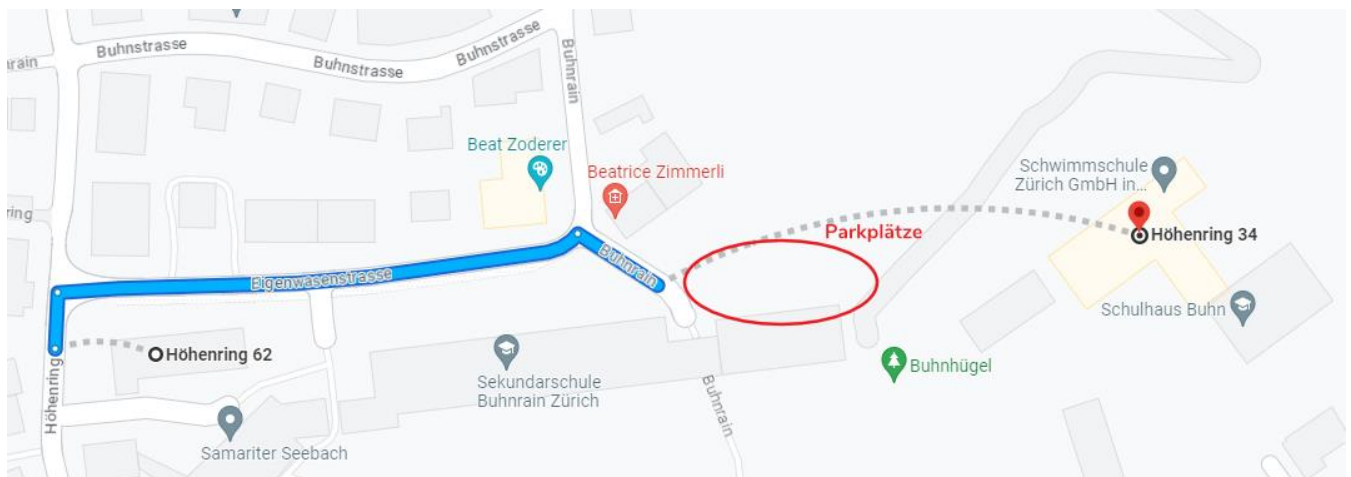 Buhnstrasse
Buhnstrasse
Buhnstrasse
Buhnrain
rain
Beat Zoderer
Beatrice Zimmerli
Schwimmschule
Zürich GmbH in...
Parkplätze
Höhenring 34
ring
Eigenwasenstrasse
Buhnrain
Schulhaus Buhn
Höhenring 62
Höhenring
Sekundarschule
Buhnrain Zürich
Buhnhügel
Buhnrain
Samariter Seebach